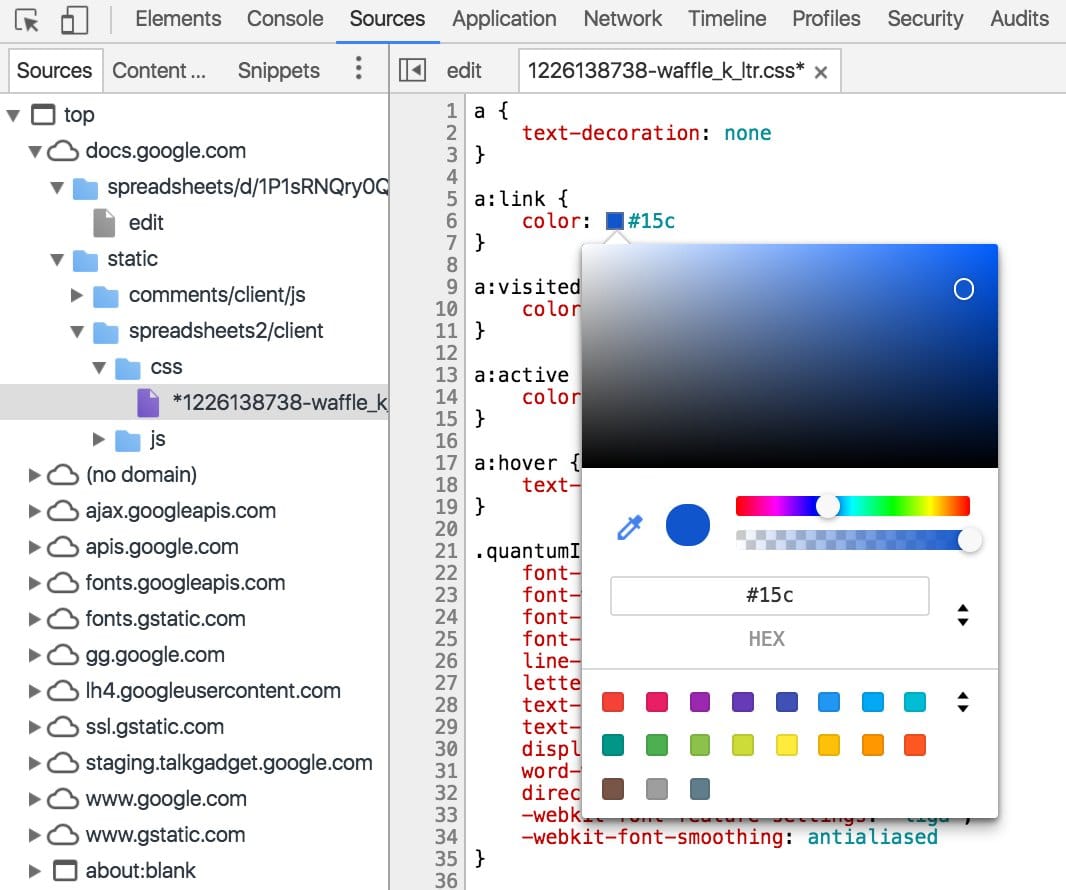 Elements Console Sources Application Network Timeline Profiles Security Audits
Sources Content ... Snippets
edit 1226138738-waffle_k_ltr.css* ×
top
docs.google.com
spreadsheets/d/1P1sRNQry0Q
edit
static
comments/client/js
spreadsheets2/client
css
*1226138738-waffle_k
js
(no domain)
ajax.googleapis.com
apis.google.com
fonts.googleapis.com
fonts.gstatic.com
gg.google.com
lh4.googleusercontent.com
ssl.gstatic.com
staging.talkgadget.google.com
www.google.com
www.gstatic.com
about:blank
1 a {
2 text-decoration: none
3 }
4
5 a:link {
6 color: #15c
7 }
8
9 a:visited
10 color
11 }
12
13 a:active
14 color
15 }
16
17 a:hover {
18 text-
19 }
20
21 .quantumI
22 font-
23 font-
24 font-
25 font-
26 line-
27 lette
28 text-
29 text-
30 displ
31 word-
32 direc
33 -webkit-font-feature-settings:
34 -webkit-font-smoothing: antialiased
35 }
36
#15c
HEX